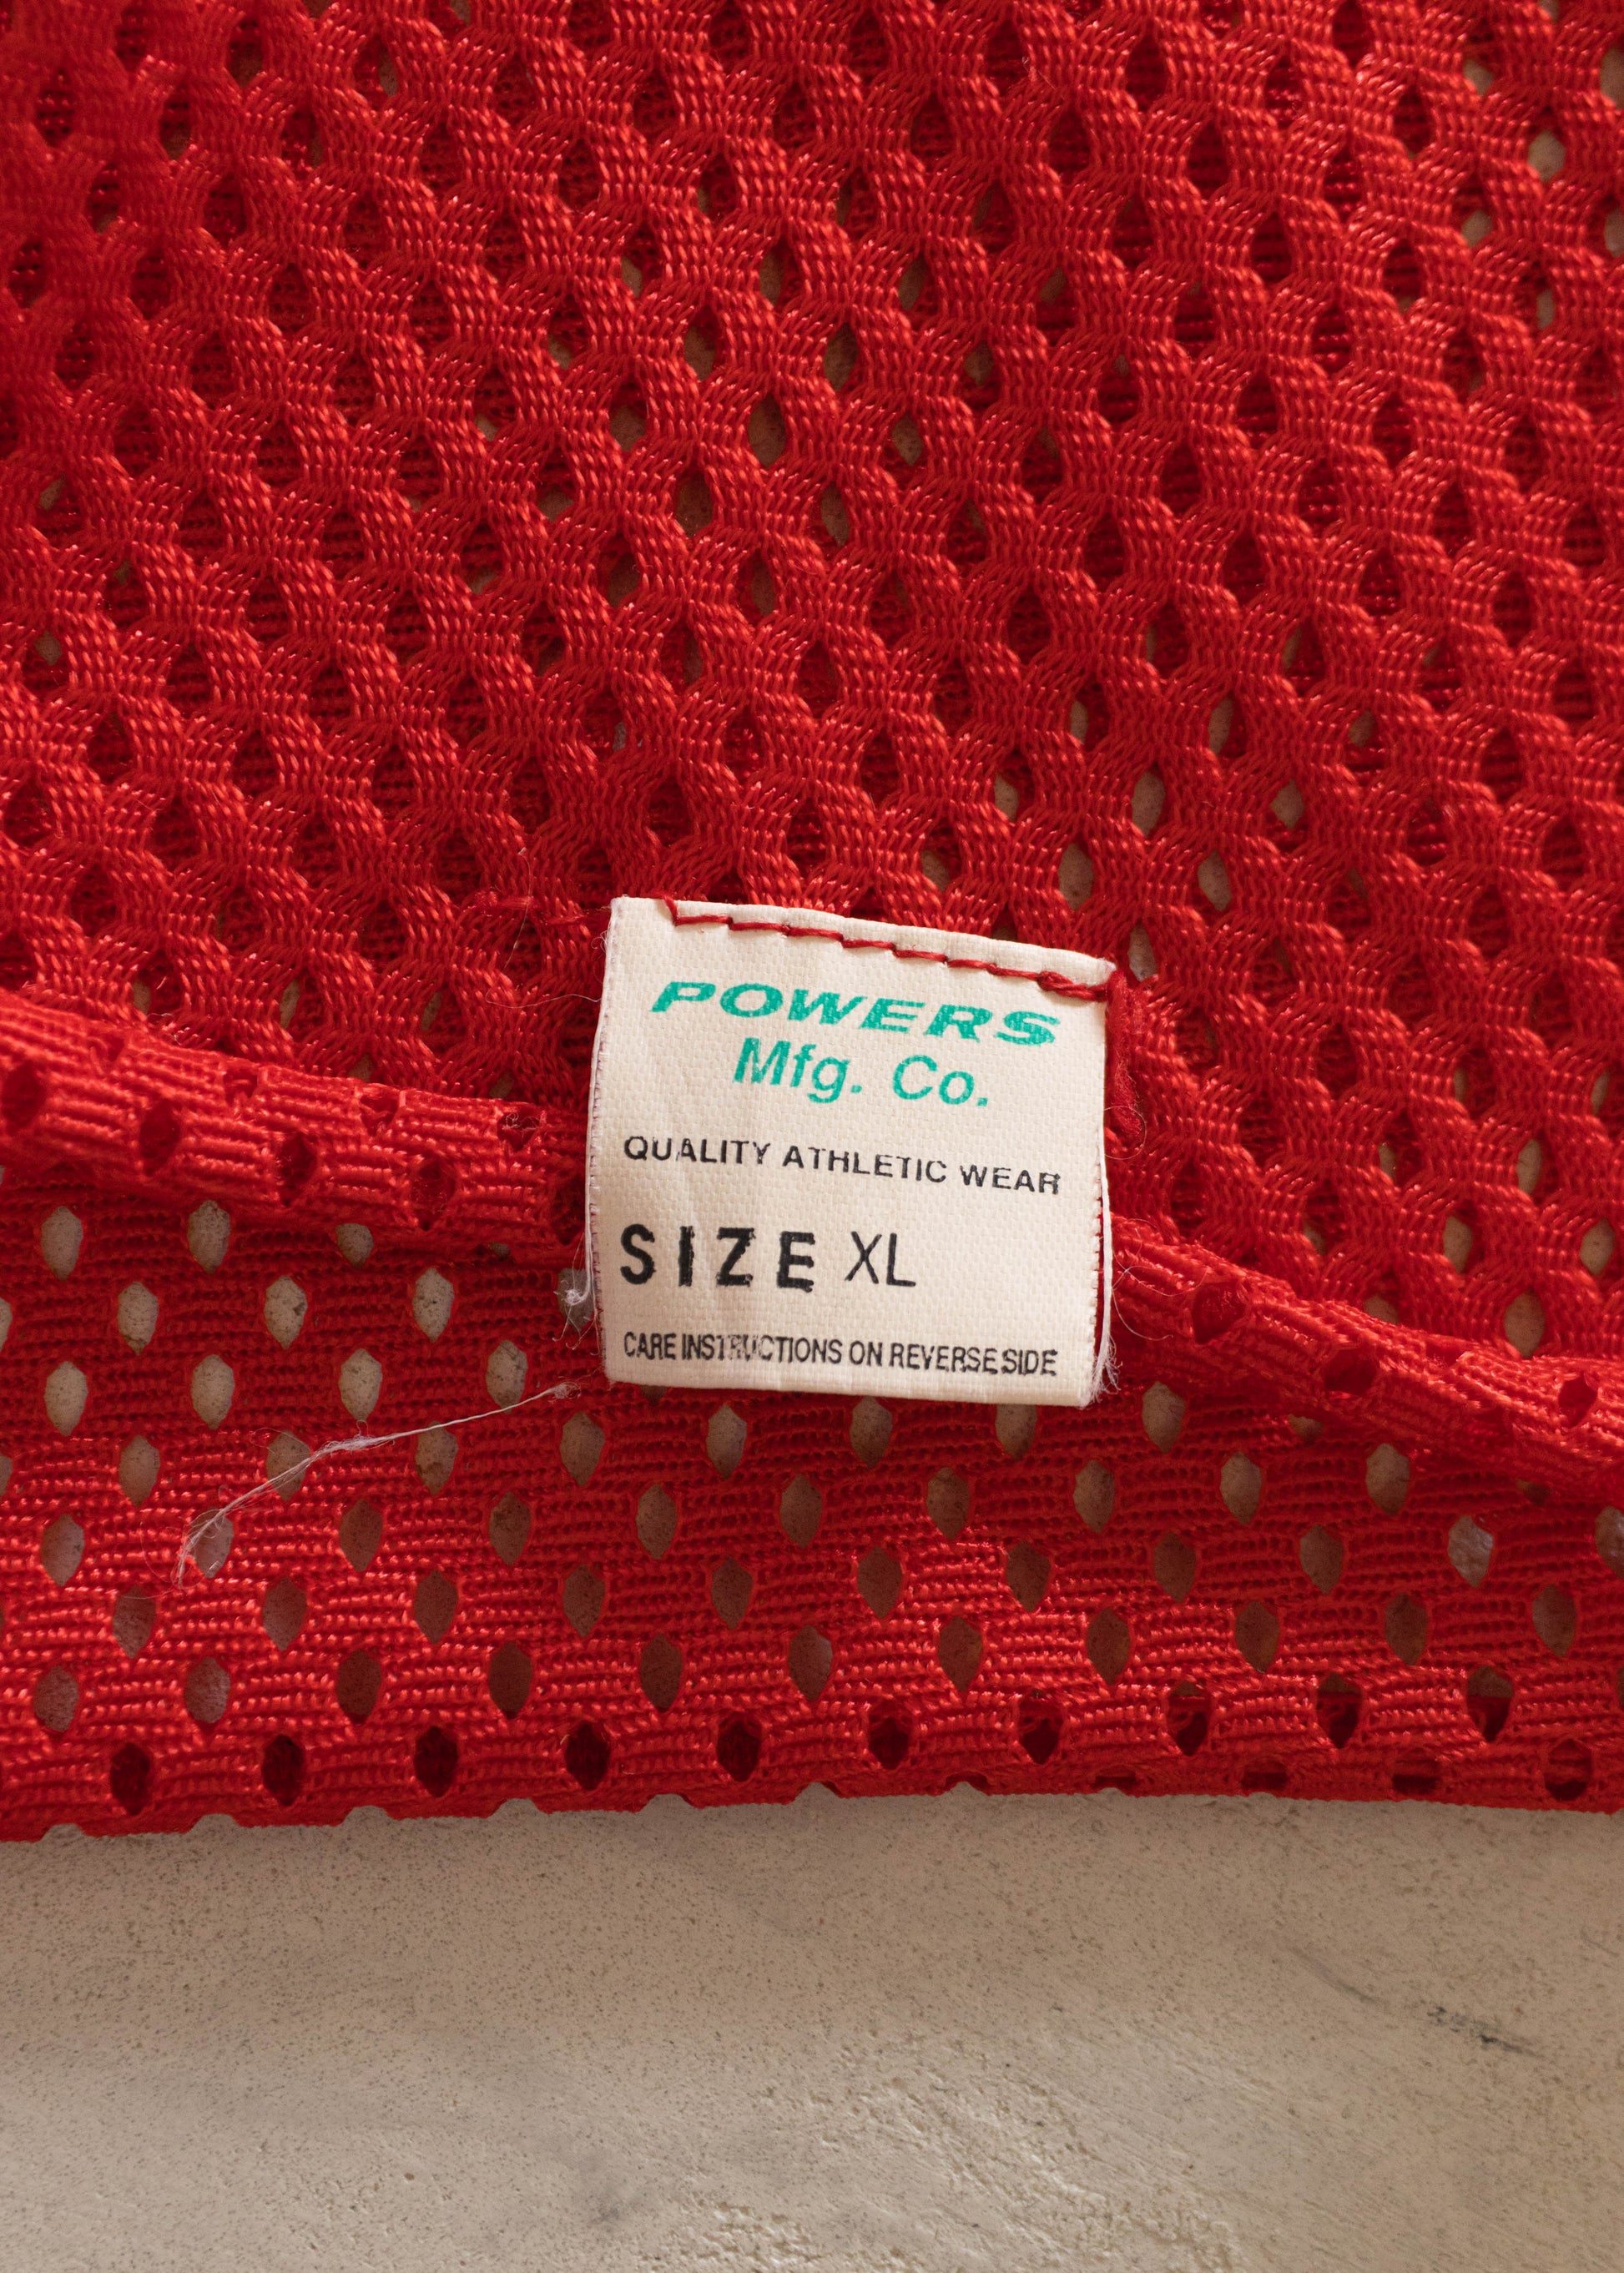 POWERS
Mfg. Co.
QUALITY ATHLETIC WEAR
SIZE XL
CARE INSTRUCTIONS ON REVERSE SIDE